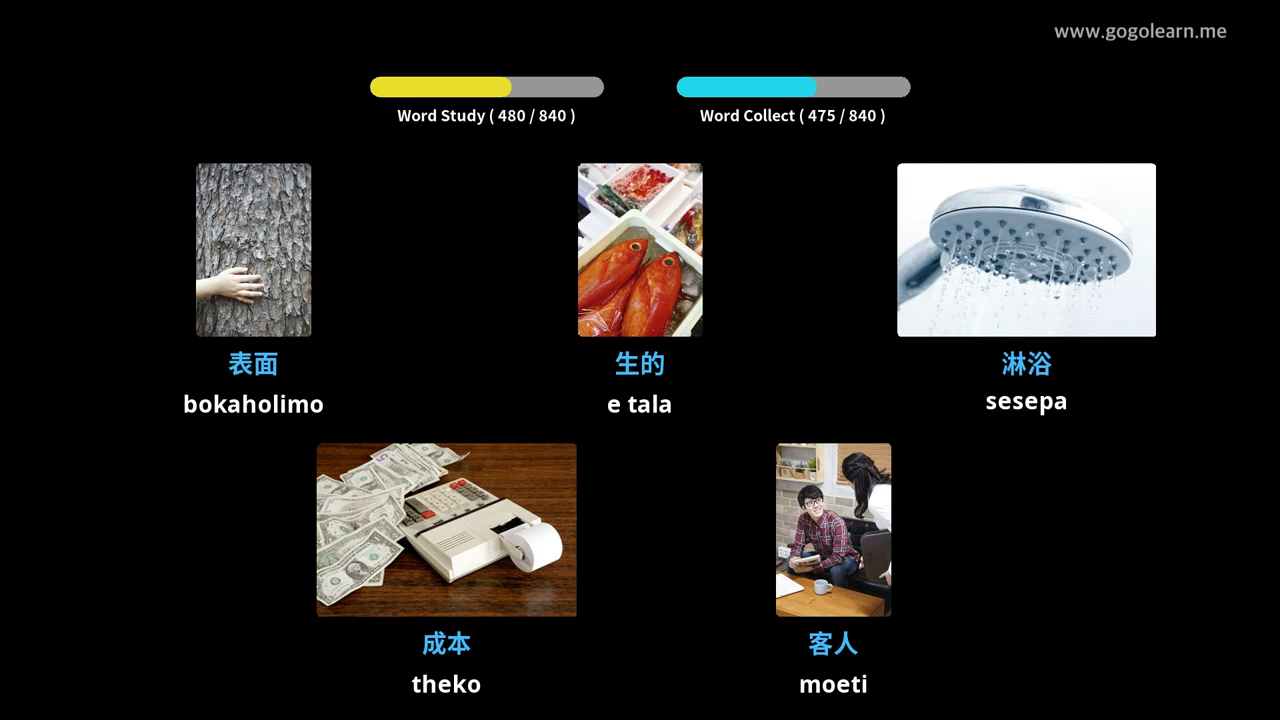 www.gogolearn.me
Word Study ( 480 / 840 )
Word Collect ( 475 / 840 )
表面
bokaholimo
生的
e tala
淋浴
sesepa
成本
theko
客人
moeti